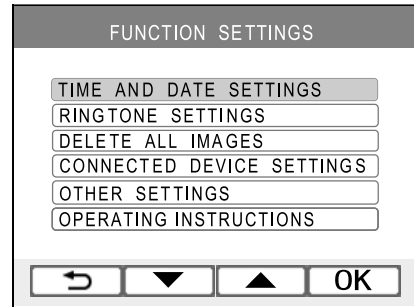 FUNCTION SETTINGS
TIME AND DATE SETTINGS
RINGTONE SETTINGS
DELETE ALL IMAGES
CONNECTED DEVICE SETTINGS
OTHER SETTINGS
OPERATING INSTRUCTIONS
OK